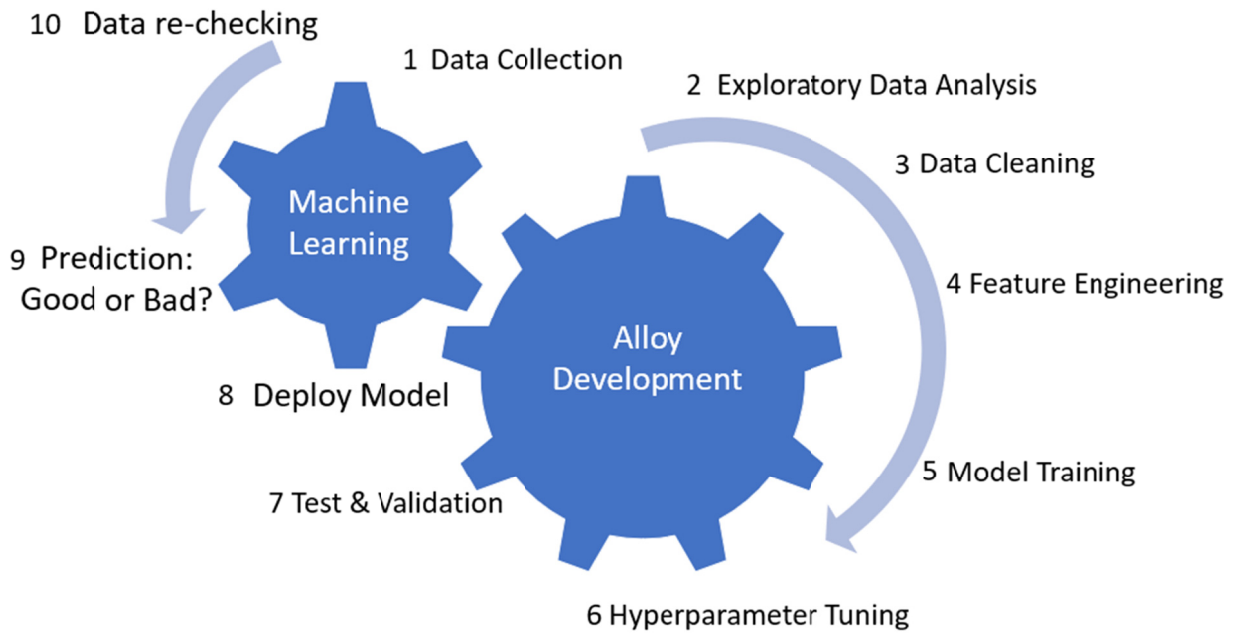 10 Data re-checking
1 Data Collection
2 Exploratory Data Analysis
3 Data Cleaning
Machine
Learning
9 Prediction:
Good or Bad?
4 Feature Engineering
Alloy
Development
8 Deploy Model
5 Model Training
7 Test & Validation
6 Hyperparameter Tuning